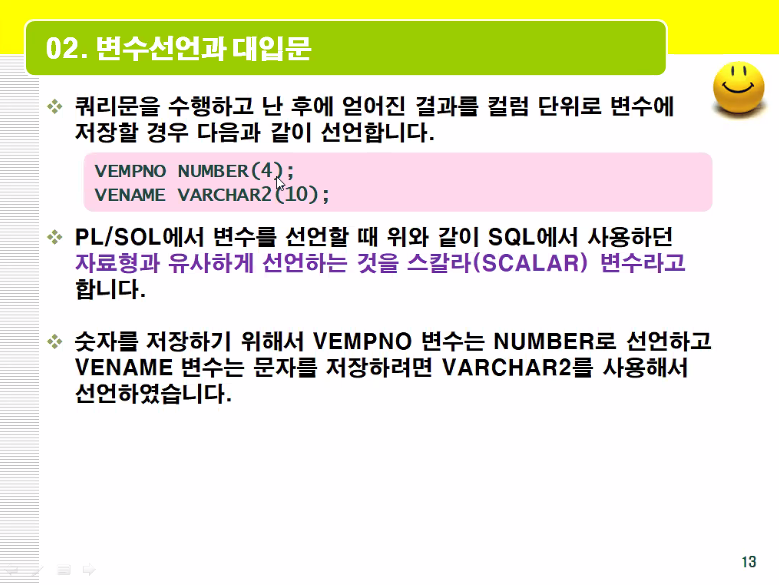 02. 변수선언과 대입문
쿼리문을 수행하고 난 후에 얻어진 결과를 컬럼 단위로 변수에
저장할 경우 다음과 같이 선언합니다.
VEMPNO NUMBER(4);
VENAME VARCHAR2(10);
PL/SOL에서 변수를 선언할 때 위와 같이 SQL에서 사용하던
자료형과 유사하게 선언하는 것을 스칼라(SCALAR) 변수라고
합니다.
숫자를 저장하기 위해서 VEMPNO 변수는 NUMBER로 선언하고
VENAME 변수는 문자를 저장하려면 VARCHAR2를 사용해서
선언하였습니다.
13